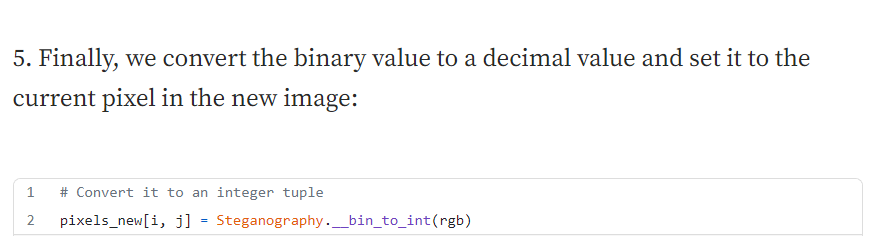 5. Finally, we convert the binary value to a decimal value and set it to the
current pixel in the new image:
1 # Convert it to an integer tuple
2 pixels_new[i, j] = Steganography.__bin_to_int(rgb)